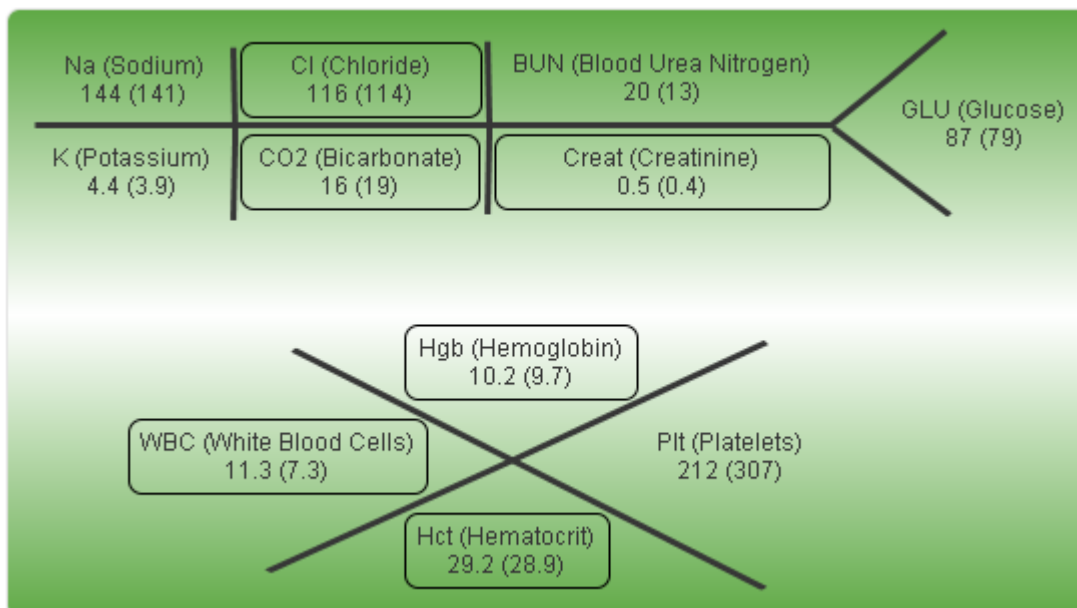 Na (Sodium)
144 (141)
Cl (Chloride)
116 (114)
BUN (Blood Urea Nitrogen)
20 (13)
GLU (Glucose)
87 (79)
K (Potassium)
4.4 (3.9)
CO2 (Bicarbonate)
16 (19)
Creat (Creatinine)
0.5 (0.4)
Hgb (Hemoglobin)
10.2 (9.7)
WBC (White Blood Cells)
11.3 (7.3)
Plt (Platelets)
212 (307)
Hct (Hematocrit)
29.2 (28.9)